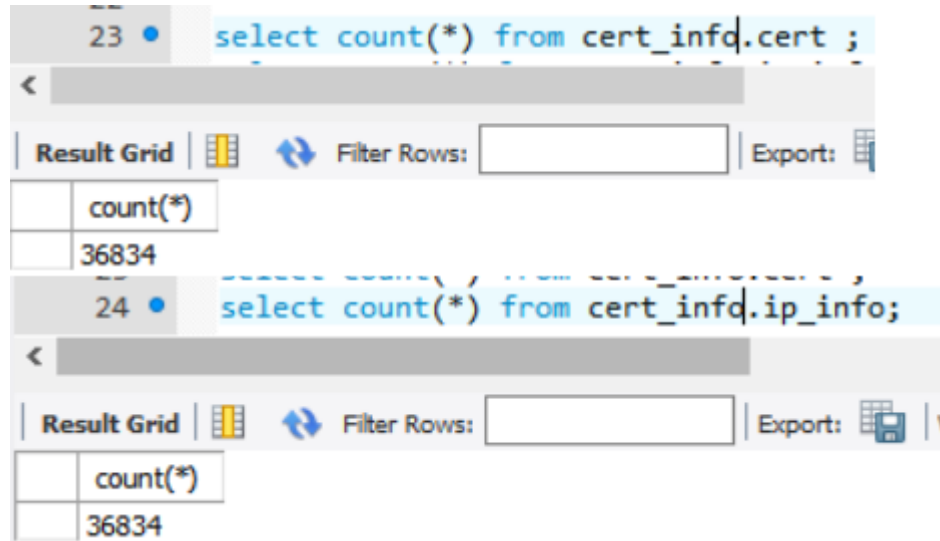 23 select count(*) from cert_info.cert ;
Result Grid Filter Rows: Export:
count(*)
36834
24 select count(*) from cert_info.ip_info;
Result Grid Filter Rows: Export:
count(*)
36834